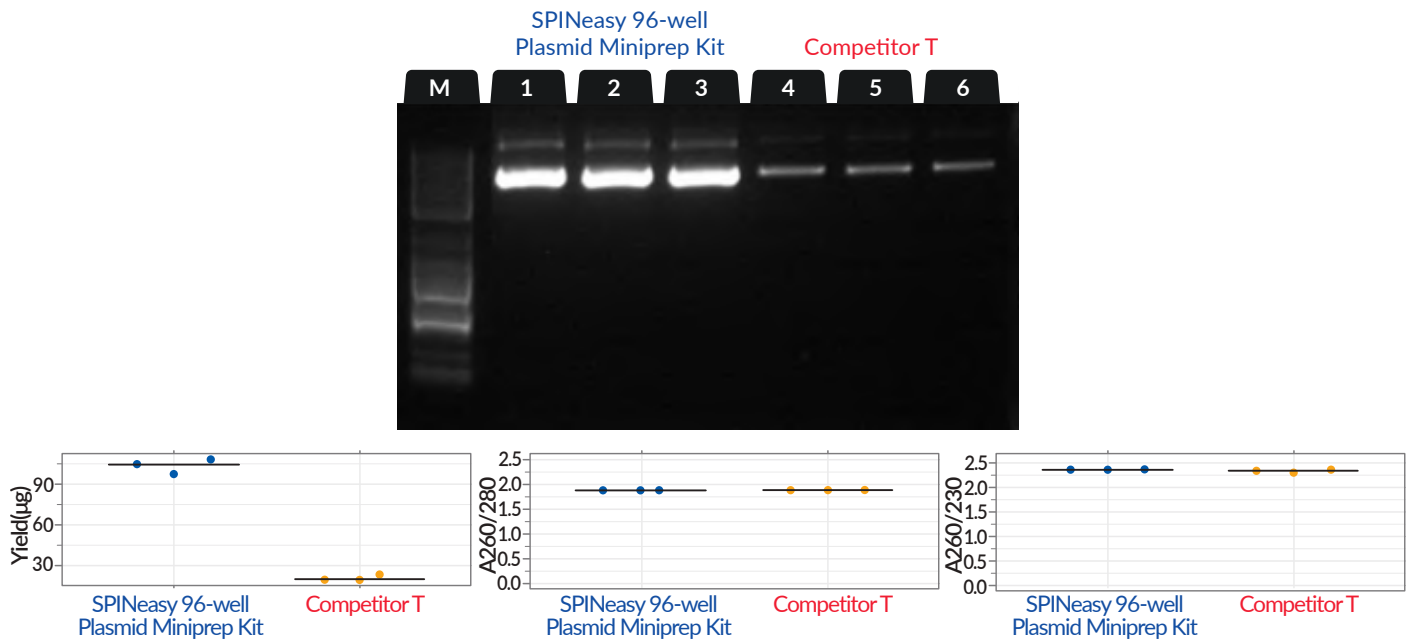 SPINeasy 96-well
Plasmid Miniprep Kit
Competitor T
M
1
2
3
4
5
6
Yield(µg)
90
60
30
SPINeasy 96-well
Plasmid Miniprep Kit
Competitor T
A260/280
2.5
2.0
1.5
1.0
0.5
0.0
SPINeasy 96-well
Plasmid Miniprep Kit
Competitor T
A260/230
2.5
2.0
1.5
1.0
0.5
0.0
SPINeasy 96-well
Plasmid Miniprep Kit
Competitor T